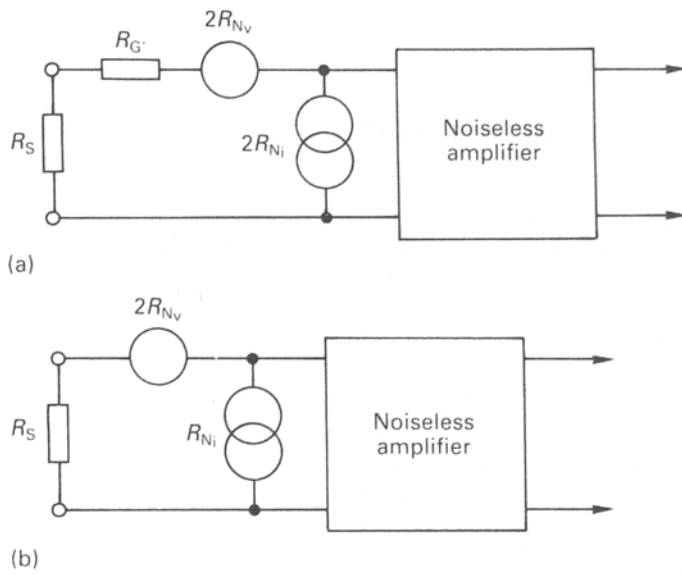 2R_Nv
R_G'
R_S
2R_Ni
Noiseless
amplifier
(a)
2R_Nv
R_S
R_Ni
Noiseless
amplifier
(b)